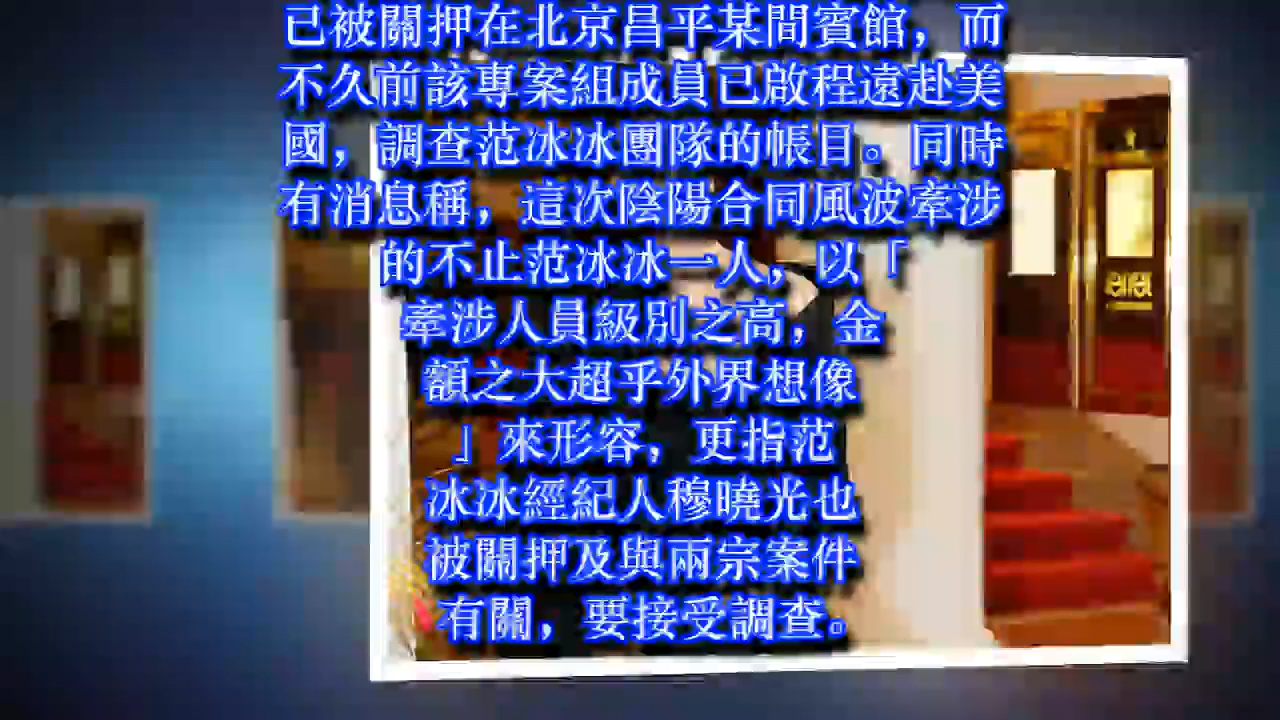 已被關押在北京昌平某間賓館，而
不久前該專案組成員已啟程遠赴美
國，調查范冰冰團隊的帳目。同時
有消息稱，這次陰陽合同風波牽涉
的不止范冰冰一人，以「
牽涉人員級別之高，金
額之大超乎外界想像
」來形容，更指范
冰冰經紀人穆曉光也
被關押及與兩宗案件
有關，要接受調查。